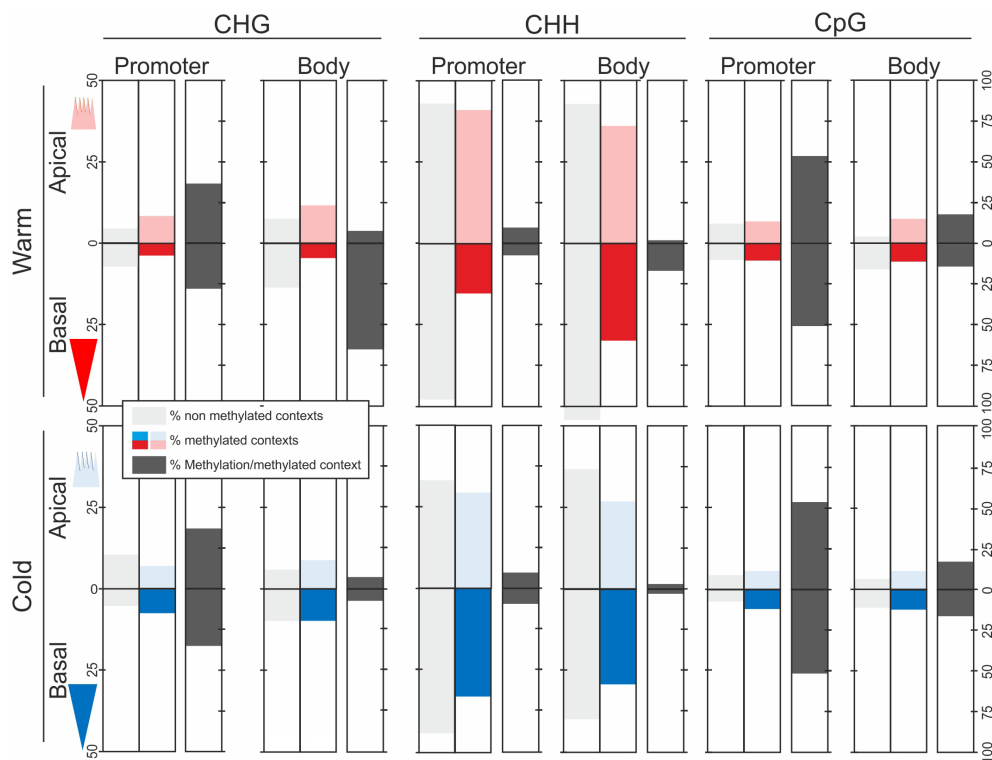 CHG CHH CpG
Promoter Body Promoter Body Promoter Body
Warm
Apical
Basal
50
25
0
25
50
100
75
50
25
0
25
50
75
100
% non methylated contexts
% methylated contexts
% Methylation/methylated context
Cold
Apical
Basal
50
25
0
25
50
100
75
50
25
0
25
50
75
100